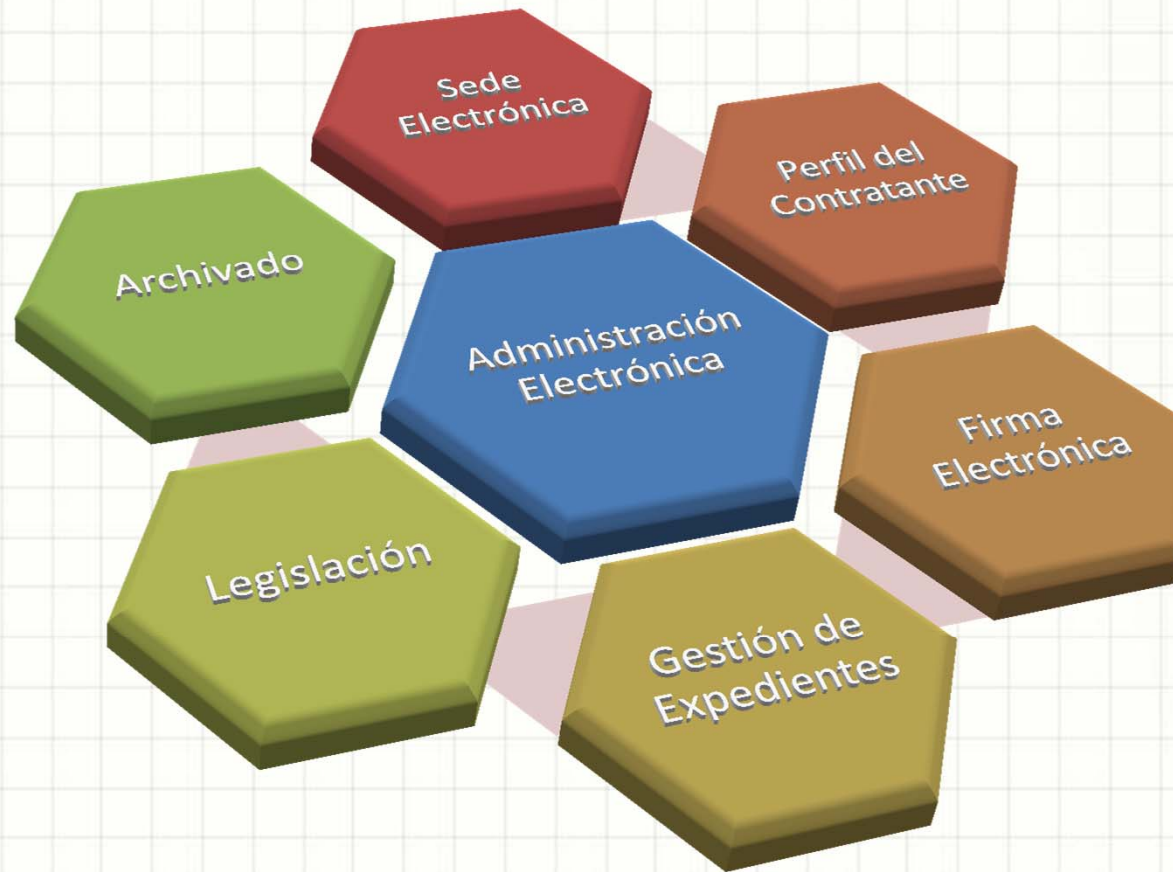 Sede
Electrónica
Perfil del
Contratante
Archivado
Administración
Electrónica
Firma
Electrónica
Legislación
Gestión de
Expedientes